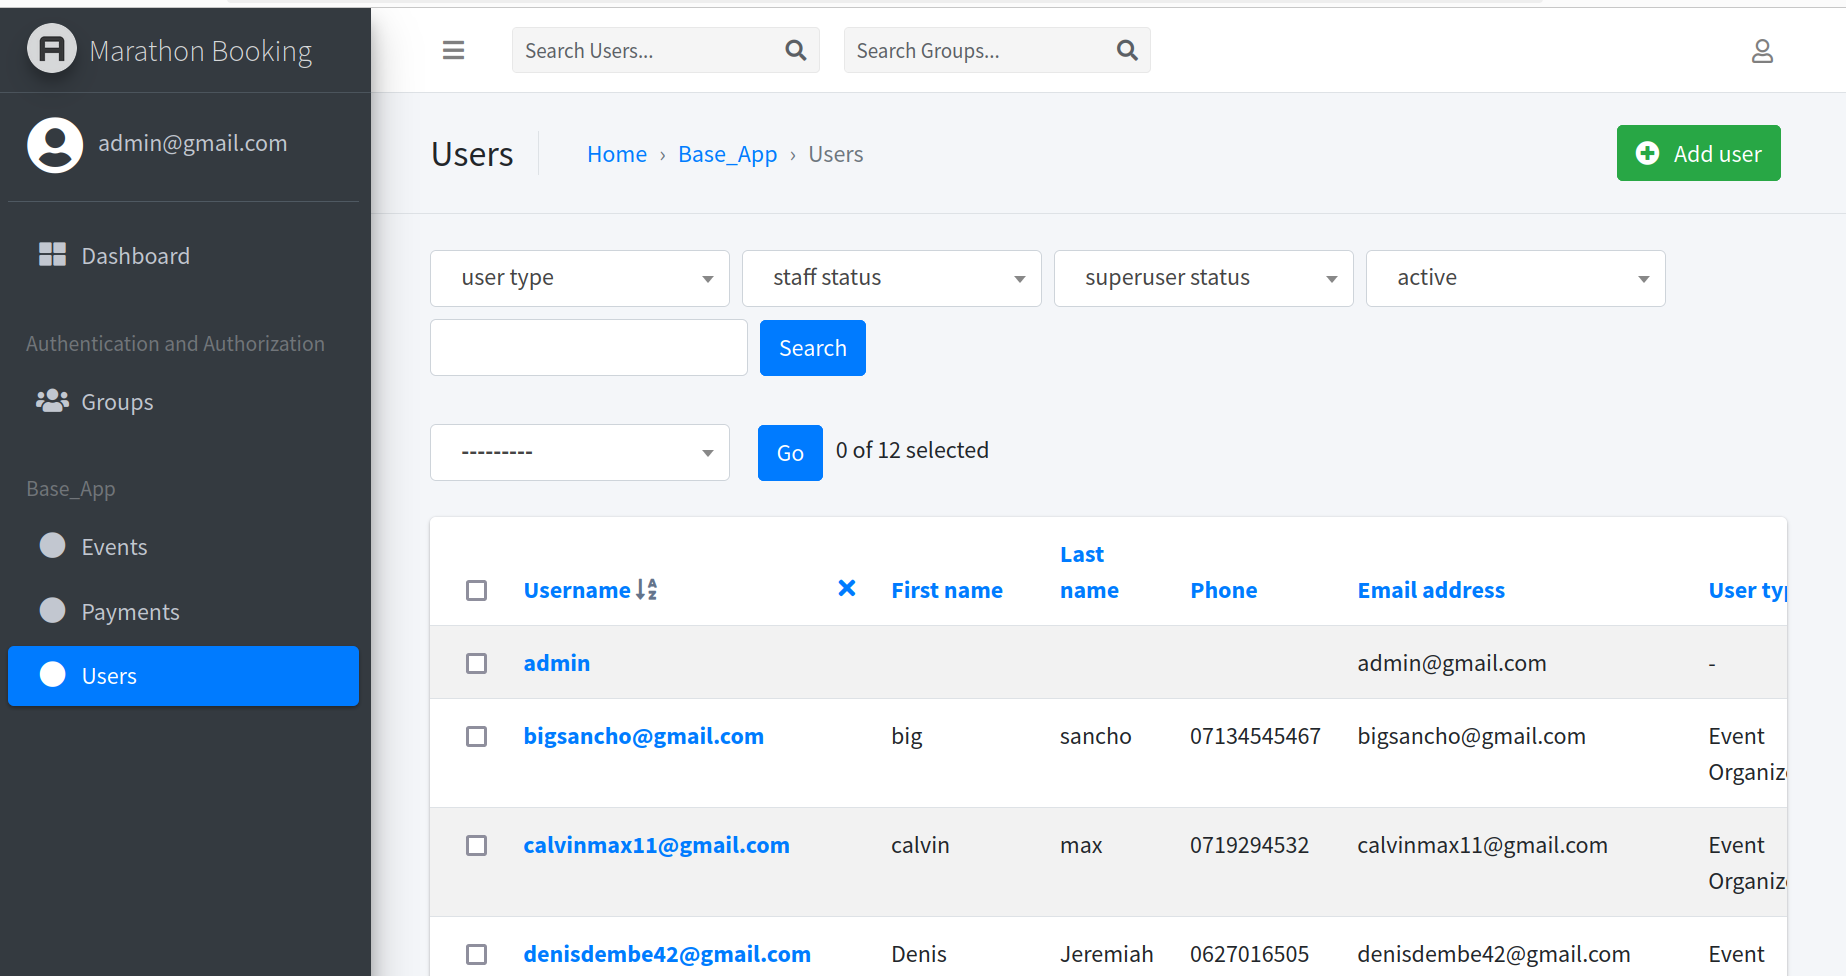 Marathon Booking
Search Users...
Search Groups...
admin@gmail.com
Users
Home › Base_App › Users
Add user
Dashboard
Authentication and Authorization
Groups
Base_App
Events
Payments
Users
user type
staff status
superuser status
active
Search
---------
Go
0 of 12 selected
Username
First name
Last
name
Phone
Email address
User typ
admin admin@gmail.com -
bigsancho@gmail.com big sancho 07134545467 bigsancho@gmail.com Event
Organiz
calvinmax11@gmail.com calvin max 0719294532 calvinmax11@gmail.com Event
Organiz
denisdembe42@gmail.com Denis Jeremiah 0627016505 denisdembe42@gmail.com Event